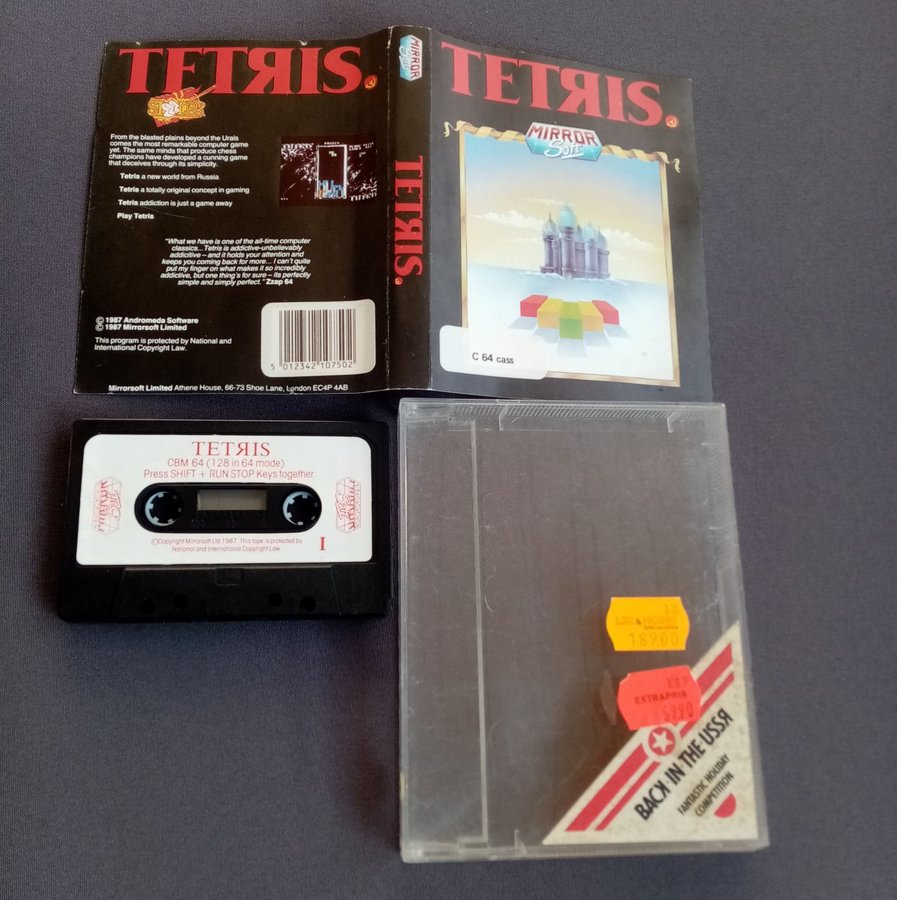 TETЯIS.
From the blasted plains beyond the Urals
comes the most remarkable computer game
yet. The same minds that produce chess
champions have developed a cunning game
that deceives through its simplicity.
Tetris a new world from Russia
Tetris a totally original concept in gaming
Tetris addiction is just a game away
Play Tetris
"What we have is one of the all-time computer
classics...Tetris is addictive-unbelievably
addictive – and it holds your attention and
keeps you coming back for more... I can't quite
put my finger on what makes it so incredibly
addictive, but one thing's for sure – its perfectly
simple and simply perfect." Zzap 64
© 1987 Andromeda Software
© 1987 Mirrorsoft Limited
This program is protected by National and
International Copyright Law.
5 012342 107502
Mirrorsoft Limited Athene House, 66-73 Shoe Lane, London EC4P 4AB
MIRROR
Soft
TETЯIS.
TETЯIS.
MIRROR
Soft
C 64 cass
TETЯIS
CBM 64 (128 in 64 mode)
Press SHIFT + RUN STOP Keys together
MIRROR
Soft
MIRROR
Soft
©Copyright Mirrorsoft Ltd 1987. This tape is protected by
National and International Copyright Law
I
18900
EXTRAPRIS
5990
BACK-IN-THE USSЯ
FANTASTIC HOLIDAY
COMPETITION